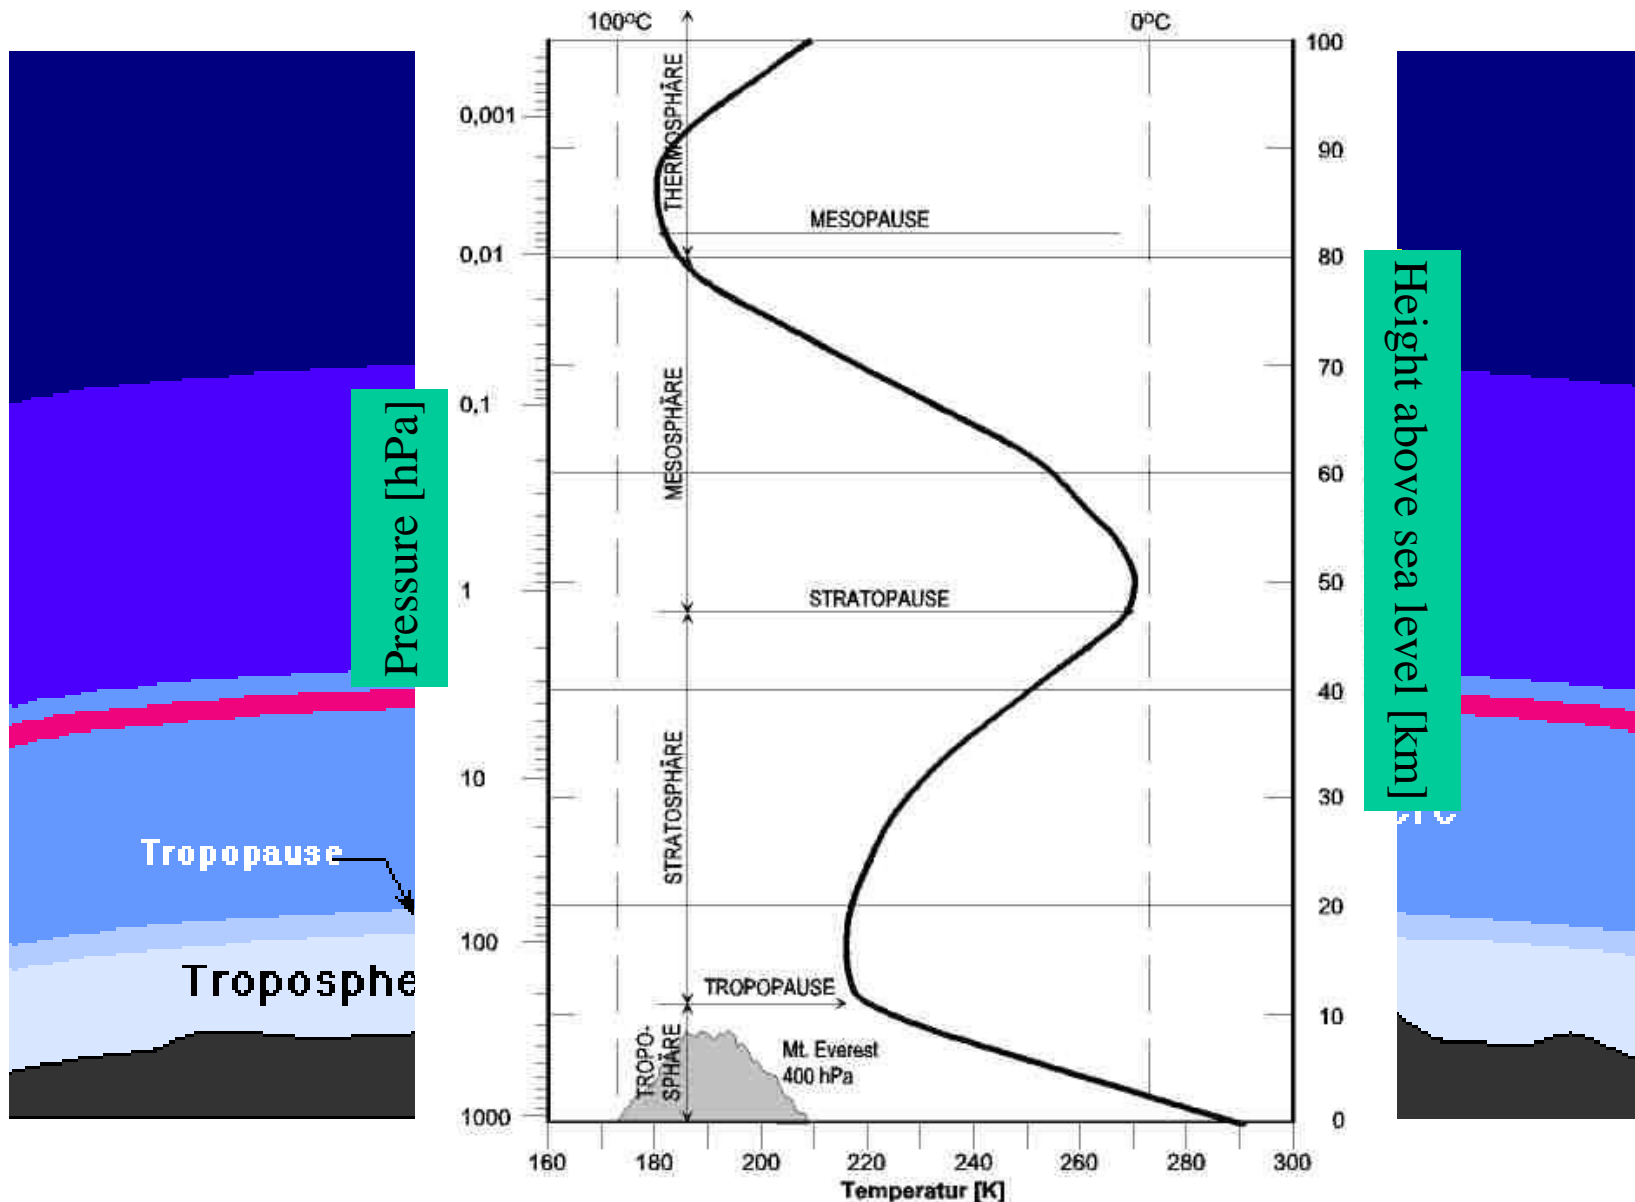 100°C
0°C
0,001
0,01
0,1
1
10
100
1000
Pressure [hPa]
THERMOSPHÄRE
MESOPAUSE
MESOSPHÄRE
STRATOPAUSE
STRATOSPHÄRE
TROPOPAUSE
TROPO-
SPHÄRE
Mt. Everest
400 hPa
100
90
80
70
60
50
40
30
20
10
0
Height above sea level [km]
160
180
200
220
240
260
280
300
Temperatur [K]
Tropopause
Troposphe